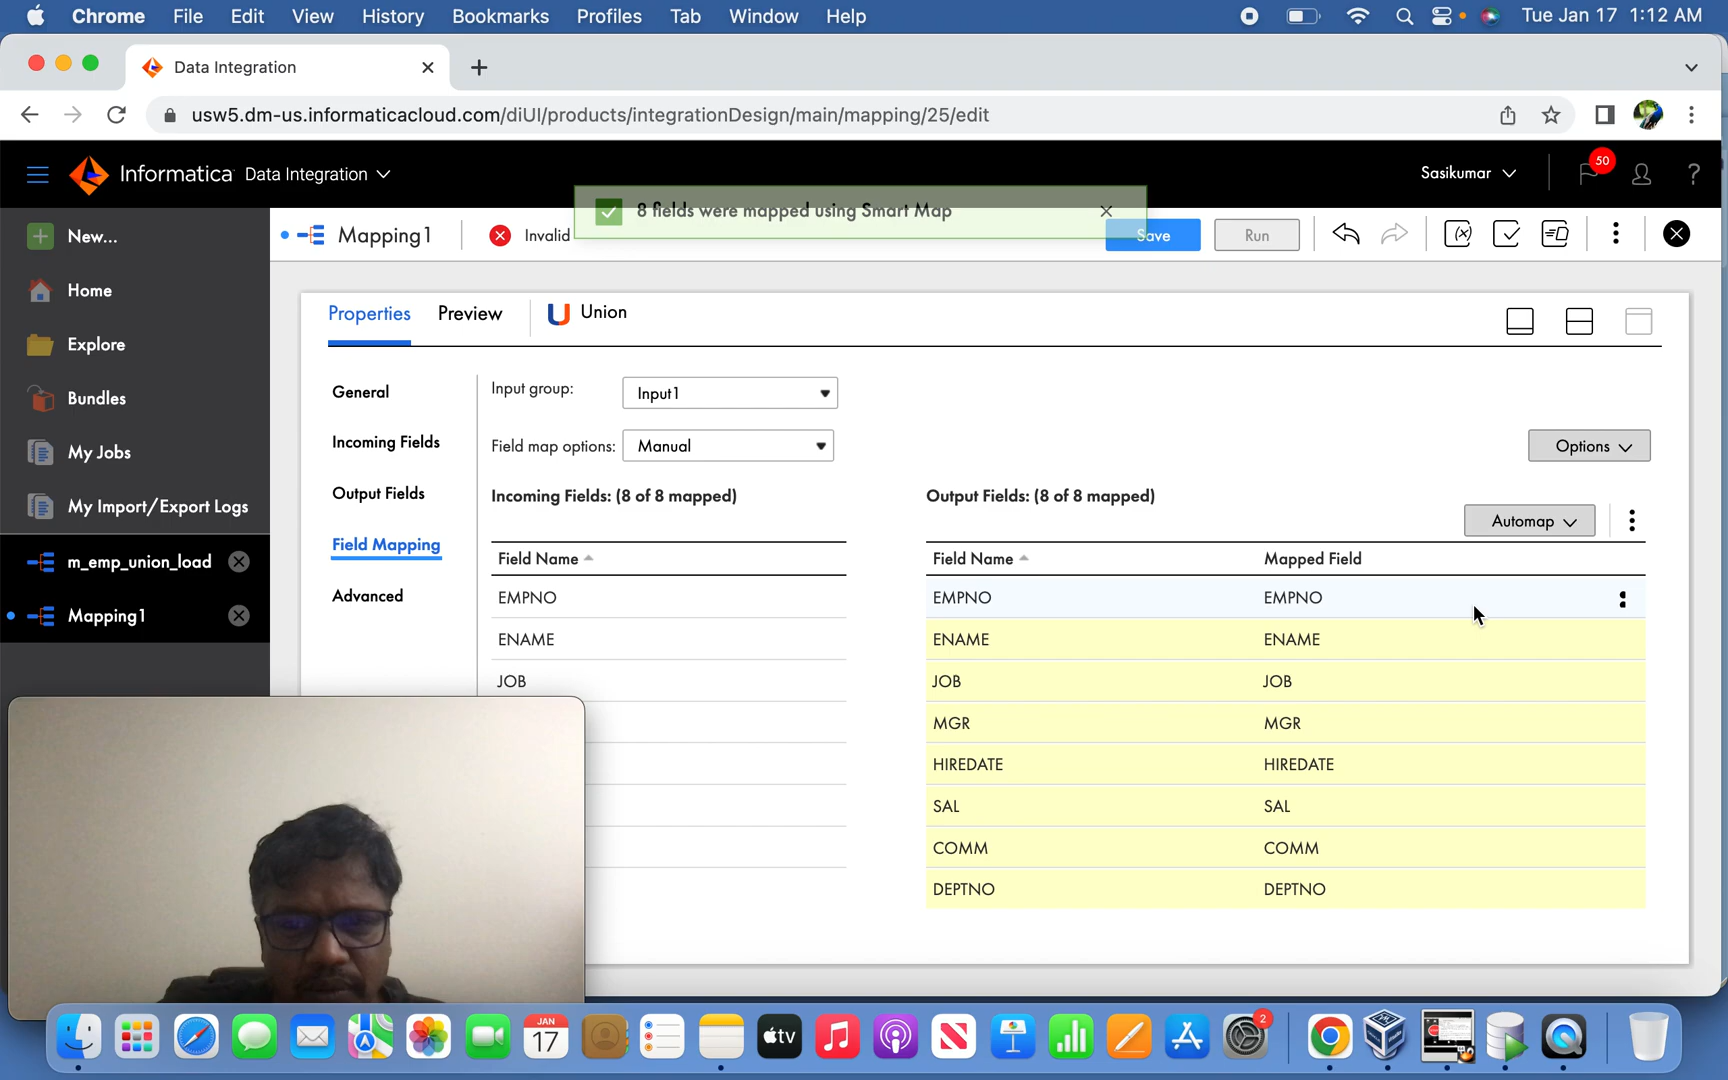 Chrome File Edit View History Bookmarks Profiles Tab Window Help Tue Jan 17 1:12 AM
Data Integration
usw5.dm-us.informaticacloud.com/diUI/products/integrationDesign/main/mapping/25/edit
Informatica Data Integration Sasikumar 50 ?
8 fields were mapped using Smart Map
New... Mapping1 Invalid Save Run
Home
Properties Preview Union
Explore
General Input group: Input1
Bundles
Incoming Fields Field map options: Manual Options
My Jobs
Output Fields Incoming Fields: (8 of 8 mapped) Output Fields: (8 of 8 mapped)
My Import/Export Logs Automap
Field Mapping Field Name Field Name Mapped Field
m_emp_union_load
Advanced EMPNO EMPNO EMPNO
Mapping1
ENAME ENAME ENAME
JOB JOB JOB
MGR MGR
HIREDATE HIREDATE
SAL SAL
COMM COMM
DEPTNO DEPTNO
JAN
17
tv
2